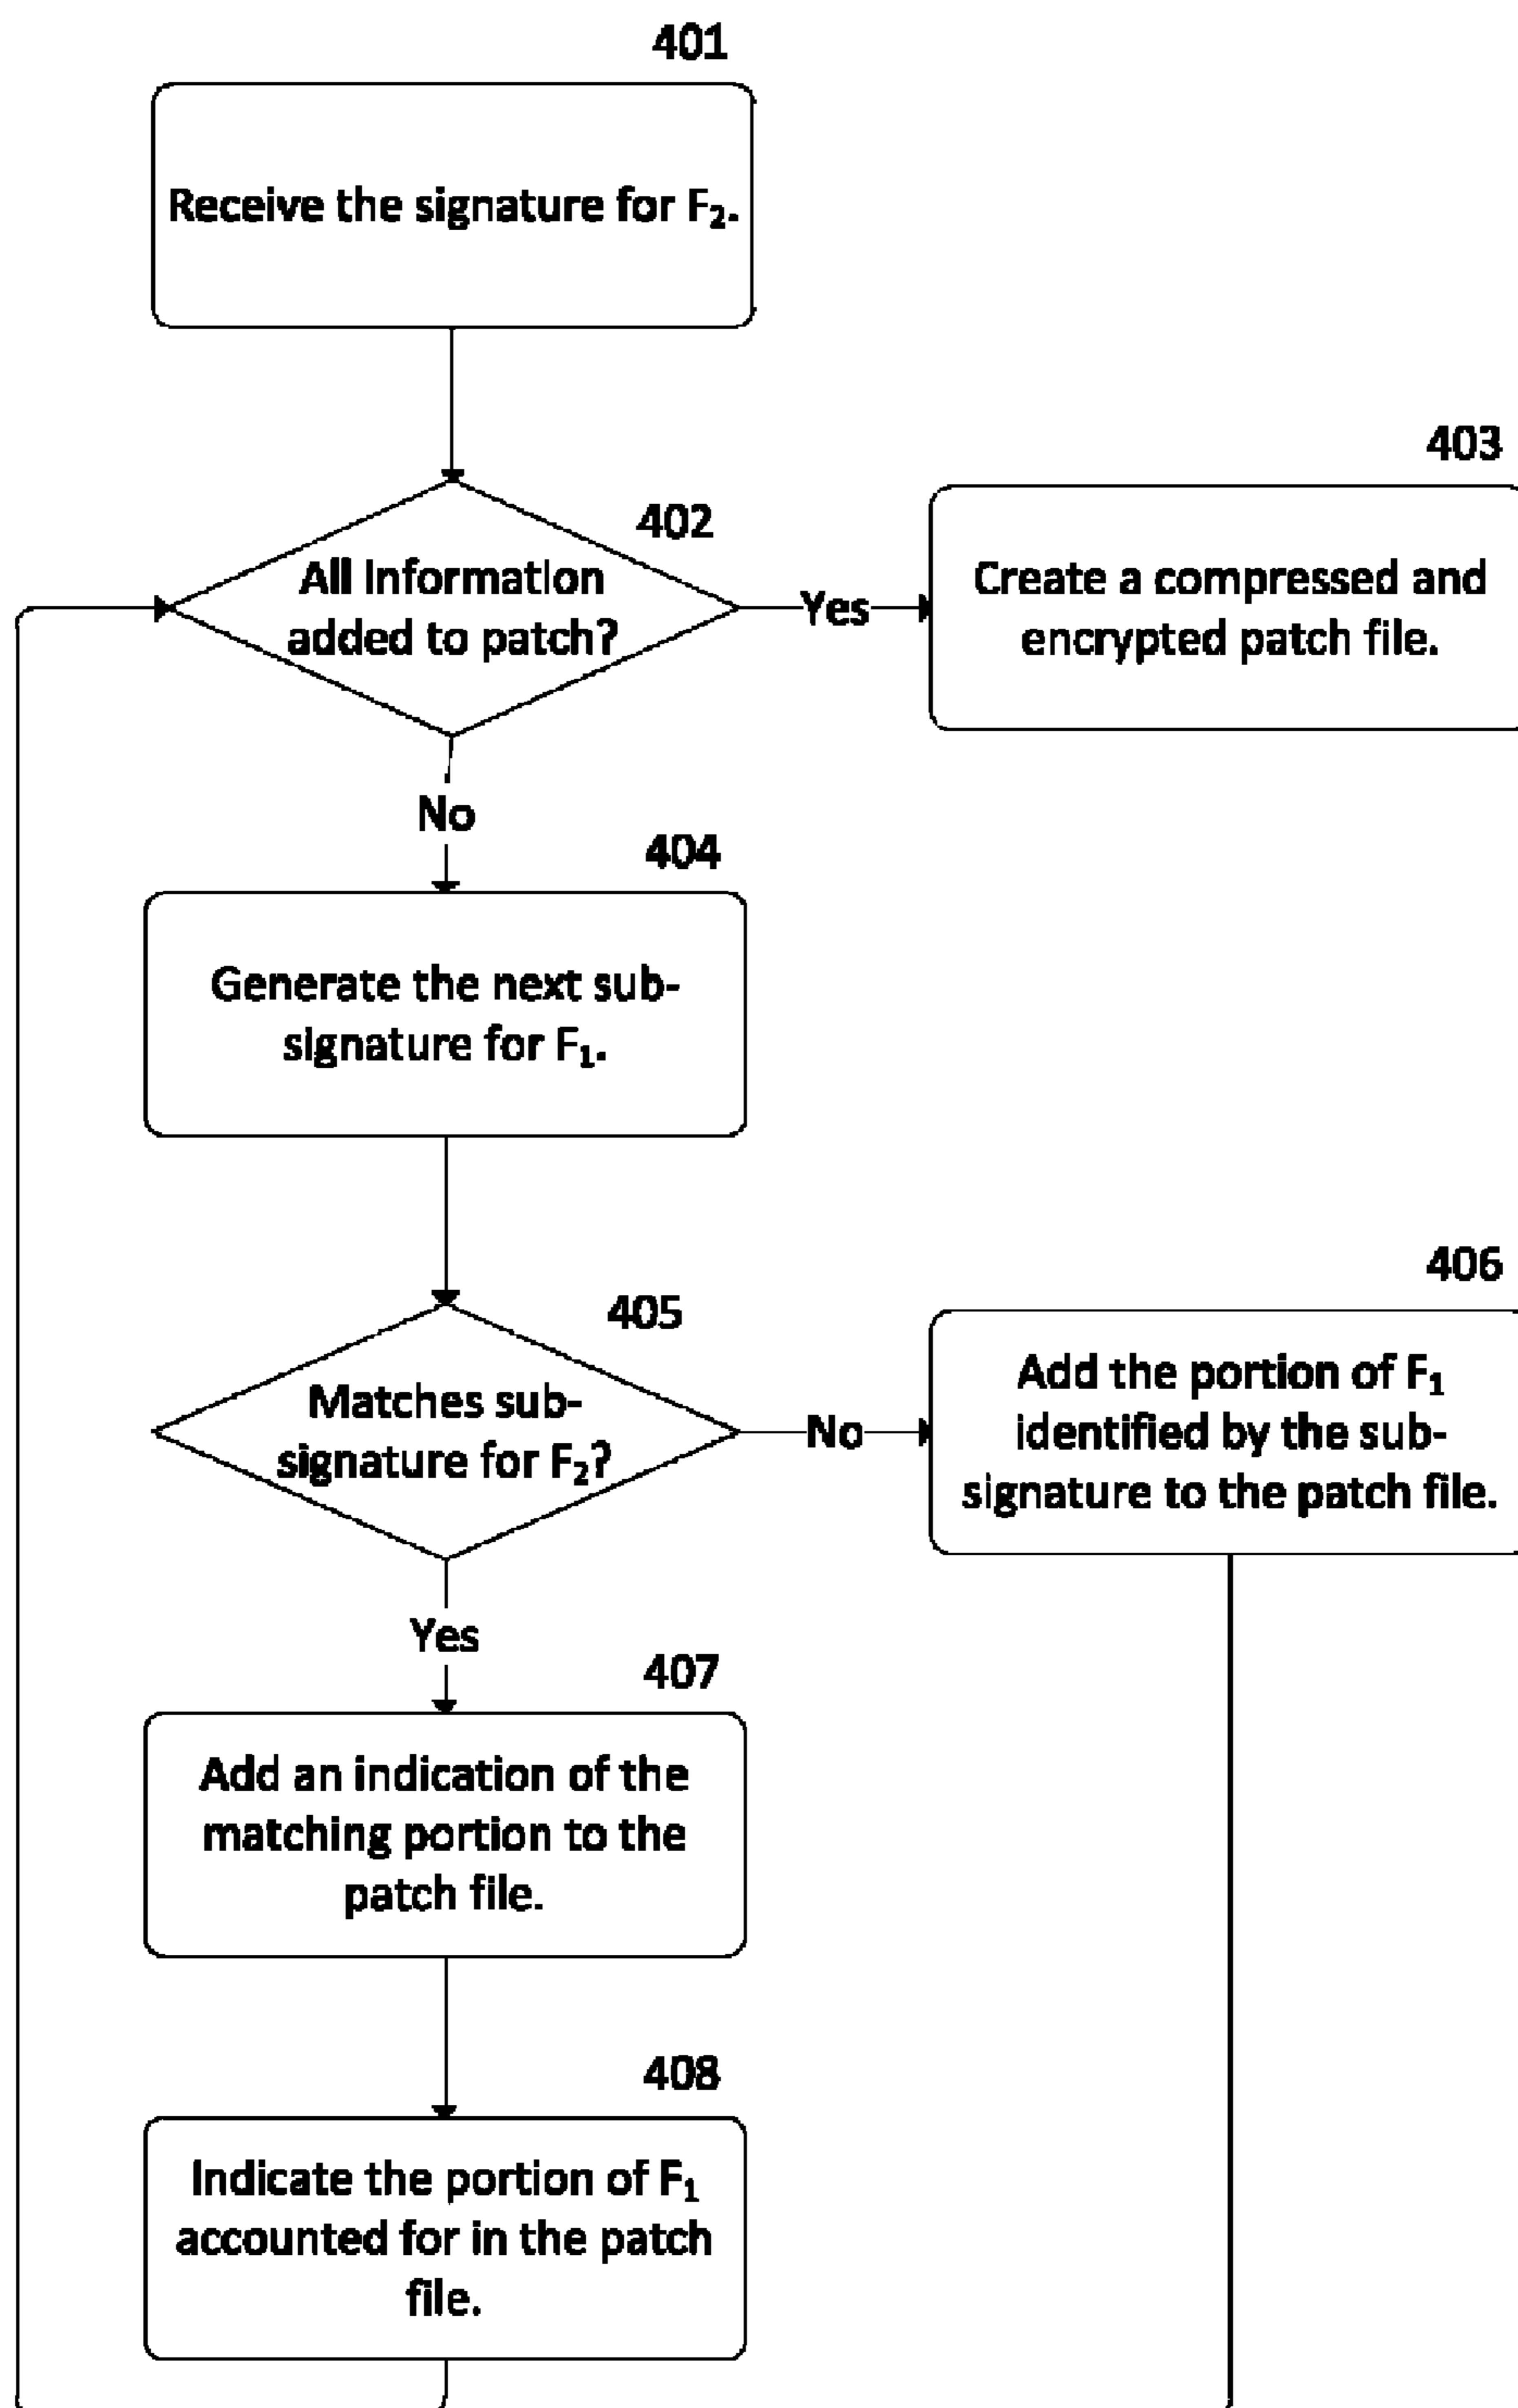 401
Receive the signature for F₂.
402
All Information
added to patch?
Yes
403
Create a compressed and
encrypted patch file.
No
404
Generate the next sub-
signature for F₁.
405
Matches sub-
signature for F₂?
No
406
Add the portion of F₁
identified by the sub-
signature to the patch file.
Yes
407
Add an indication of the
matching portion to the
patch file.
408
Indicate the portion of F₁
accounted for in the patch
file.